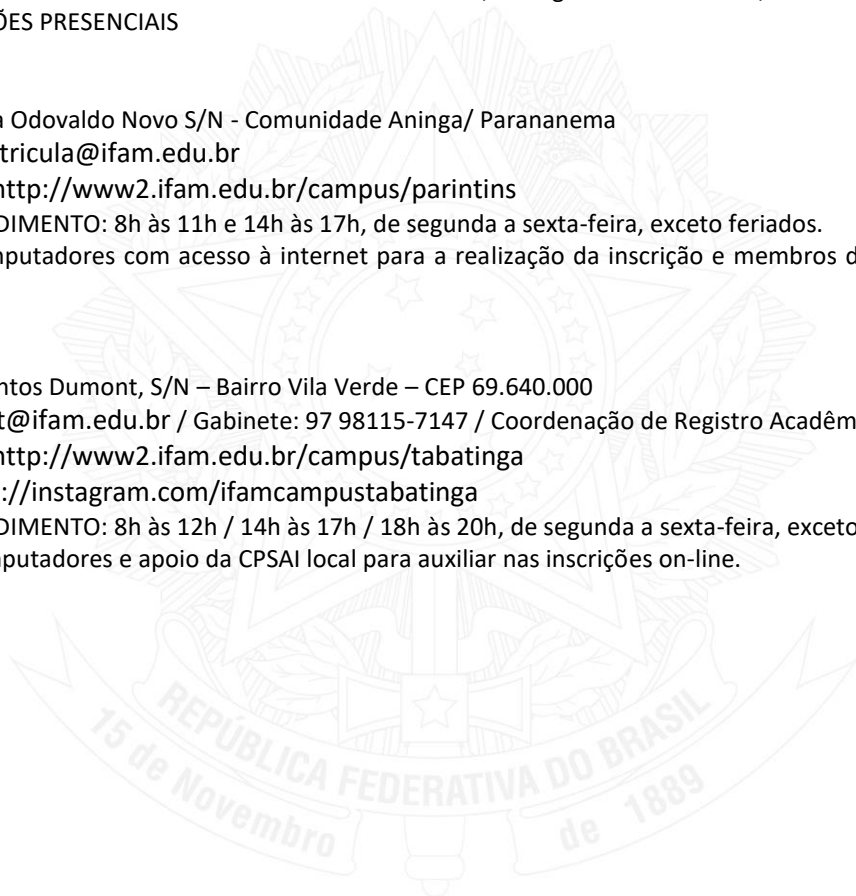 ÕES PRESENCIAIS
a Odovaldo Novo S/N - Comunidade Aninga/ Parananema
tricula@ifam.edu.br
http://www2.ifam.edu.br/campus/parintins
DIMENTO: 8h às 11h e 14h às 17h, de segunda a sexta-feira, exceto feriados.
mputadores com acesso à internet para a realização da inscrição e membros d
ntos Dumont, S/N – Bairro Vila Verde – CEP 69.640.000
t@ifam.edu.br / Gabinete: 97 98115-7147 / Coordenação de Registro Acadêm
http://www2.ifam.edu.br/campus/tabatinga
://instagram.com/ifamcampustabatinga
DIMENTO: 8h às 12h / 14h às 17h / 18h às 20h, de segunda a sexta-feira, exceto
mputadores e apoio da CPSAI local para auxiliar nas inscrições on-line.
REPÚBLICA FEDERATIVA DO BRASIL
15 de Novembro de 1889